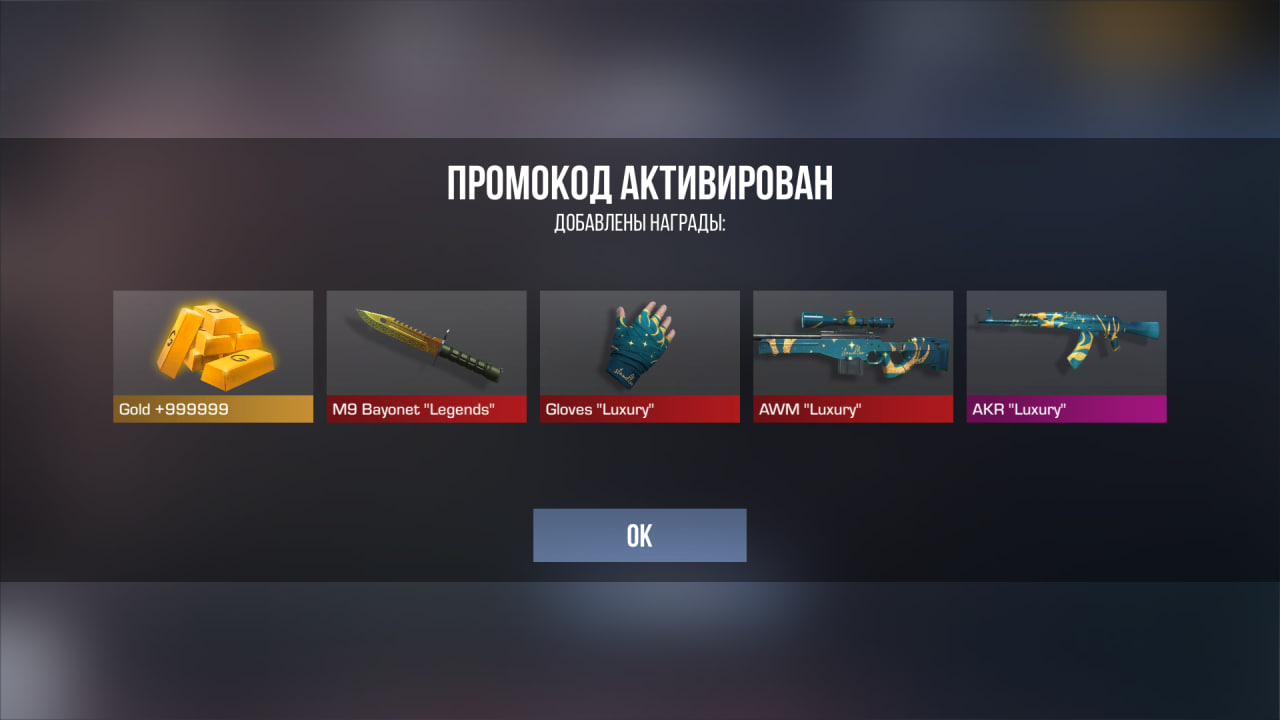 ПРОМОКОД АКТИВИРОВАН
ДОБАВЛЕНЫ НАГРАДЫ:
Gold +999999
M9 Bayonet "Legends"
Gloves "Luxury"
AWM "Luxury"
AKR "Luxury"
OK